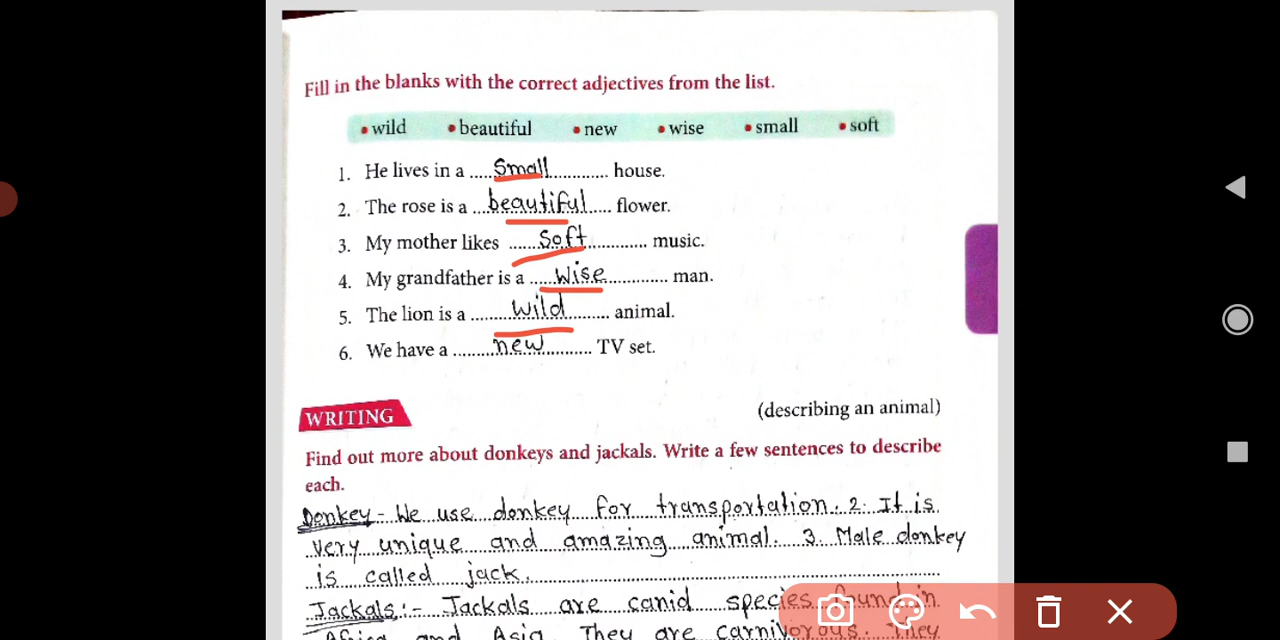 Fill in the blanks with the correct adjectives from the list.
• wild • beautiful • new • wise • small • soft
1. He lives in a .....Small............. house.
2. The rose is a ...beautiful..... flower.
3. My mother likes ......Soft............. music.
4. My grandfather is a .....Wise............. man.
5. The lion is a .........Wild.......... animal.
6. We have a .........new............ TV set.
WRITING
(describing an animal)
Find out more about donkeys and jackals. Write a few sentences to describe
each.
Donkey - We use donkey for transportation. 2. It is
very unique and amazing animal. 3. Male donkey
is called jack.
Jackals :- Jackals are canid species found in
Africa and Asia. They are carnivorous. They